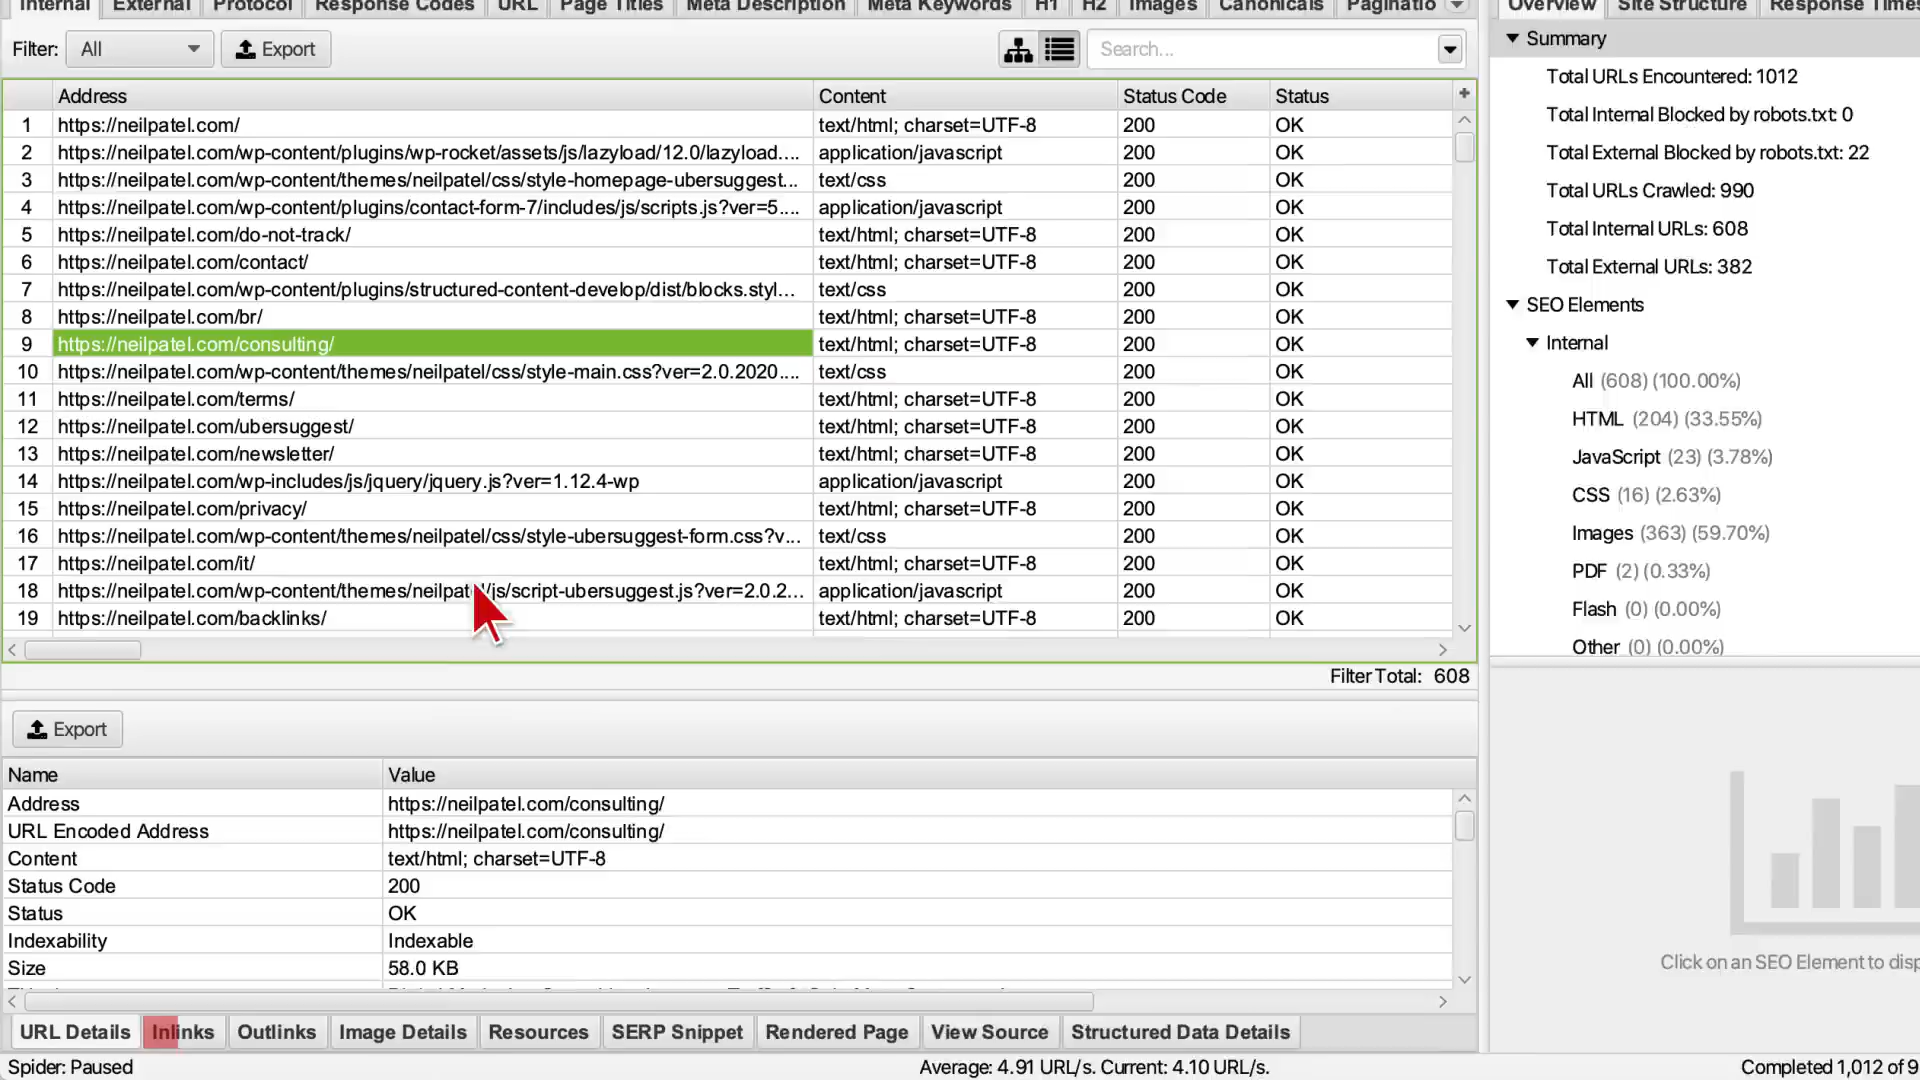 Internal External Protocol Response Codes URL Page Titles Meta Description Meta Keywords H1 H2 Images Canonicals Paginatio
Filter: All Export Search...
Address Content Status Code Status
1 https://neilpatel.com/ text/html; charset=UTF-8 200 OK
2 https://neilpatel.com/wp-content/plugins/wp-rocket/assets/js/lazyload/12.0/lazyload.... application/javascript 200 OK
3 https://neilpatel.com/wp-content/themes/neilpatel/css/style-homepage-ubersuggest... text/css 200 OK
4 https://neilpatel.com/wp-content/plugins/contact-form-7/includes/js/scripts.js?ver=5.... application/javascript 200 OK
5 https://neilpatel.com/do-not-track/ text/html; charset=UTF-8 200 OK
6 https://neilpatel.com/contact/ text/html; charset=UTF-8 200 OK
7 https://neilpatel.com/wp-content/plugins/structured-content-develop/dist/blocks.styl... text/css 200 OK
8 https://neilpatel.com/br/ text/html; charset=UTF-8 200 OK
9 https://neilpatel.com/consulting/ text/html; charset=UTF-8 200 OK
10 https://neilpatel.com/wp-content/themes/neilpatel/css/style-main.css?ver=2.0.2020.... text/css 200 OK
11 https://neilpatel.com/terms/ text/html; charset=UTF-8 200 OK
12 https://neilpatel.com/ubersuggest/ text/html; charset=UTF-8 200 OK
13 https://neilpatel.com/newsletter/ text/html; charset=UTF-8 200 OK
14 https://neilpatel.com/wp-includes/js/jquery/jquery.js?ver=1.12.4-wp application/javascript 200 OK
15 https://neilpatel.com/privacy/ text/html; charset=UTF-8 200 OK
16 https://neilpatel.com/wp-content/themes/neilpatel/css/style-ubersuggest-form.css?v... text/css 200 OK
17 https://neilpatel.com/it/ text/html; charset=UTF-8 200 OK
18 https://neilpatel.com/wp-content/themes/neilpatel/js/script-ubersuggest.js?ver=2.0.2... application/javascript 200 OK
19 https://neilpatel.com/backlinks/ text/html; charset=UTF-8 200 OK
Filter Total: 608
Export
Name Value
Address https://neilpatel.com/consulting/
URL Encoded Address https://neilpatel.com/consulting/
Content text/html; charset=UTF-8
Status Code 200
Status OK
Indexability Indexable
Size 58.0 KB
URL Details Inlinks Outlinks Image Details Resources SERP Snippet Rendered Page View Source Structured Data Details
Spider: Paused Average: 4.91 URL/s. Current: 4.10 URL/s. Completed 1,012 of 9
Overview Site Structure Response Times
Summary
Total URLs Encountered: 1012
Total Internal Blocked by robots.txt: 0
Total External Blocked by robots.txt: 22
Total URLs Crawled: 990
Total Internal URLs: 608
Total External URLs: 382
SEO Elements
Internal
All (608) (100.00%)
HTML (204) (33.55%)
JavaScript (23) (3.78%)
CSS (16) (2.63%)
Images (363) (59.70%)
PDF (2) (0.33%)
Flash (0) (0.00%)
Other (0) (0.00%)
Click on an SEO Element to disp